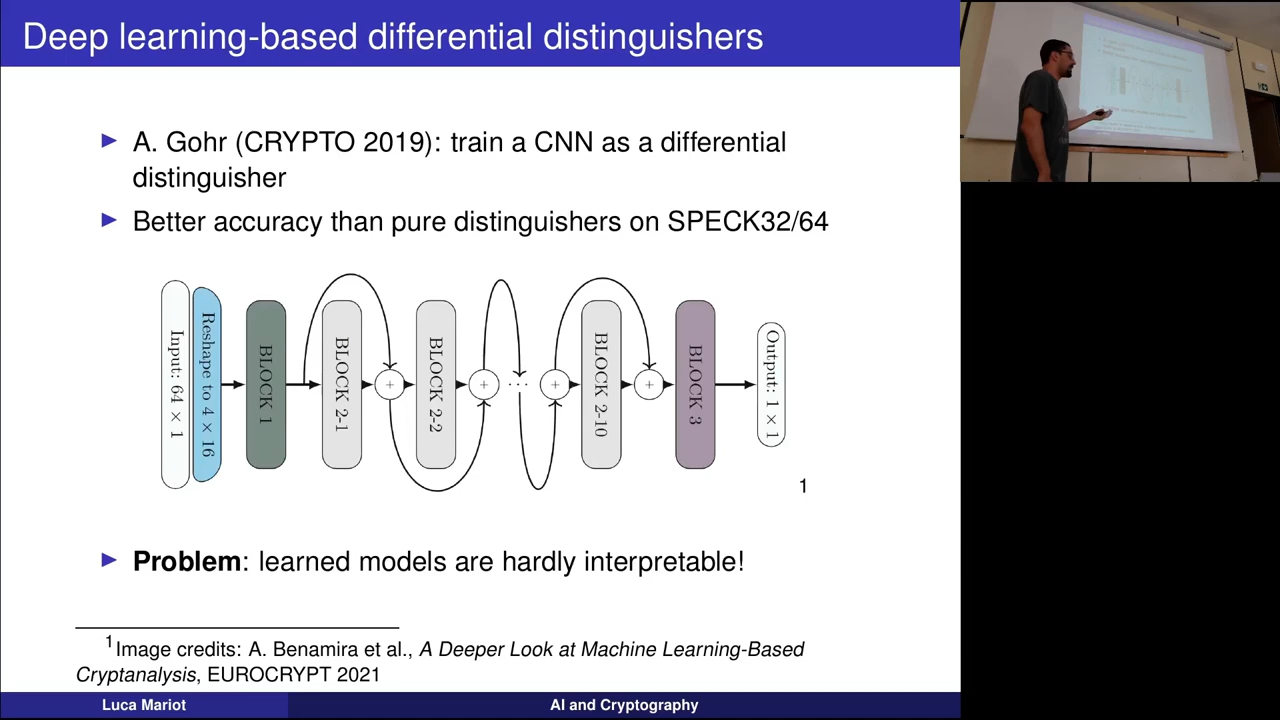 Deep learning-based differential distinguishers
▶ A. Gohr (CRYPTO 2019): train a CNN as a differential
distinguisher
▶ Better accuracy than pure distinguishers on SPECK32/64
Input: 64 × 1
Reshape to 4 × 16
BLOCK 1
BLOCK 2-1
+
BLOCK 2-2
+
...
+
BLOCK 2-10
+
BLOCK 3
Output: 1 × 1
1
▶ Problem: learned models are hardly interpretable!
1Image credits: A. Benamira et al., A Deeper Look at Machine Learning-Based
Cryptanalysis, EUROCRYPT 2021
Luca Mariot
AI and Cryptography